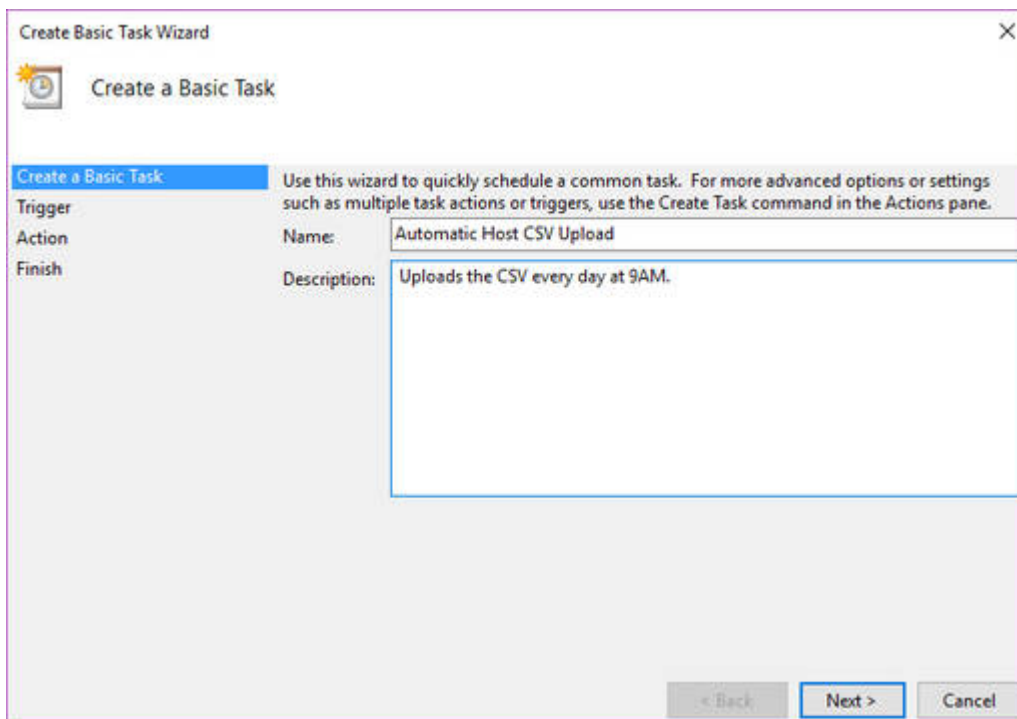 Create Basic Task Wizard
Create a Basic Task
Create a Basic Task
Trigger
Action
Finish
Use this wizard to quickly schedule a common task. For more advanced options or settings
such as multiple task actions or triggers, use the Create Task command in the Actions pane.
Name:
Automatic Host CSV Upload
Description:
Uploads the CSV every day at 9AM.
< Back
Next >
Cancel